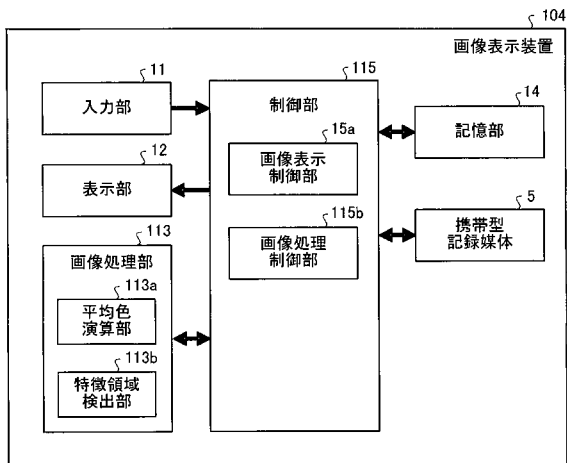 104
画像表示装置
11
入力部
12
表示部
113
画像処理部
113a
平均色
演算部
113b
特徴領域
検出部
115
制御部
15a
画像表示
制御部
115b
画像処理
制御部
14
記憶部
5
携帯型
記録媒体